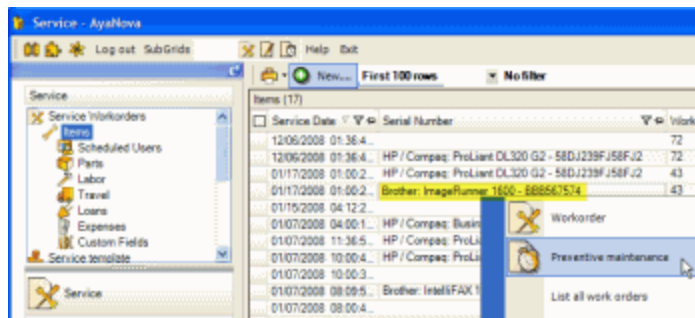 Service - AyaNova
Log out SubGrids Help Exit
New... First 100 rows No filter
Service
Service Workorders
Items
Scheduled Users
Parts
Labor
Travel
Loans
Expenses
Custom Fields
Service template
Service
Items (17)
Service Date Serial Number Work
12/06/2008 01:36:4... 72
12/06/2008 01:36:4... HP / Compaq: ProLiant DL320 G2 - 58DJ239FJ58FJ2 72
01/17/2008 01:00:2... HP / Compaq: ProLiant DL320 G2 - 58DJ239FJ58FJ2 43
01/17/2008 01:00:2... Brother: ImageRunner 1600 - BBB567574 43
01/15/2008 04:12:2...
01/07/2008 04:00:1... HP / Compaq: Busin
01/07/2008 11:36:5... HP / Compaq: ProLi
01/07/2008 10:00:4... HP / Compaq: ProLi
01/07/2008 10:00:3...
01/07/2008 08:09:5... Brother: IntelliFAX 1
01/07/2008 08:00:4...
Workorder
Preventive maintenance
List all work orders